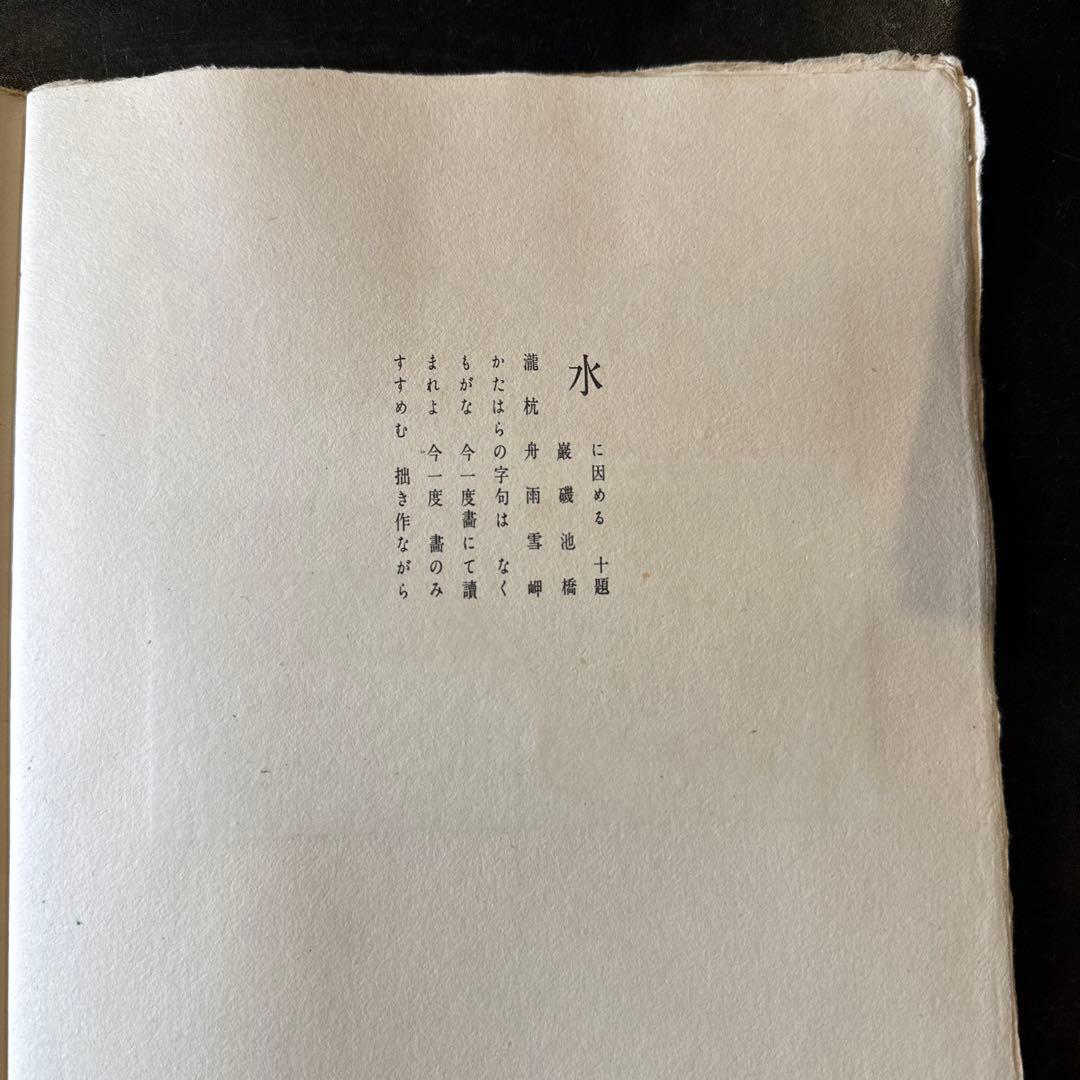 水
に因める 十題
巖 磯 池 橋
瀧 杭 舟 雨 雪 岬
かたはらの字句は なく
もがな 今一度畫にて讀
まれよ 今一度 畫のみ
すすめむ 拙き作ながら